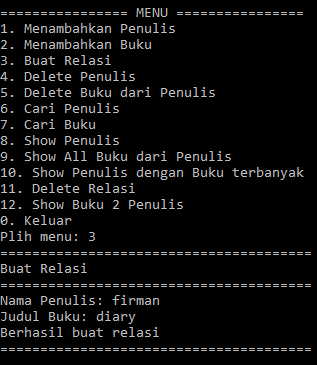 ================ MENU ================
1. Menambahkan Penulis
2. Menambahkan Buku
3. Buat Relasi
4. Delete Penulis
5. Delete Buku dari Penulis
6. Cari Penulis
7. Cari Buku
8. Show Penulis
9. Show All Buku dari Penulis
10. Show Penulis dengan Buku terbanyak
11. Delete Relasi
12. Show Buku 2 Penulis
0. Keluar
Plih menu: 3
=======================================
Buat Relasi
=======================================
Nama Penulis: firman
Judul Buku: diary
Berhasil buat relasi
=======================================